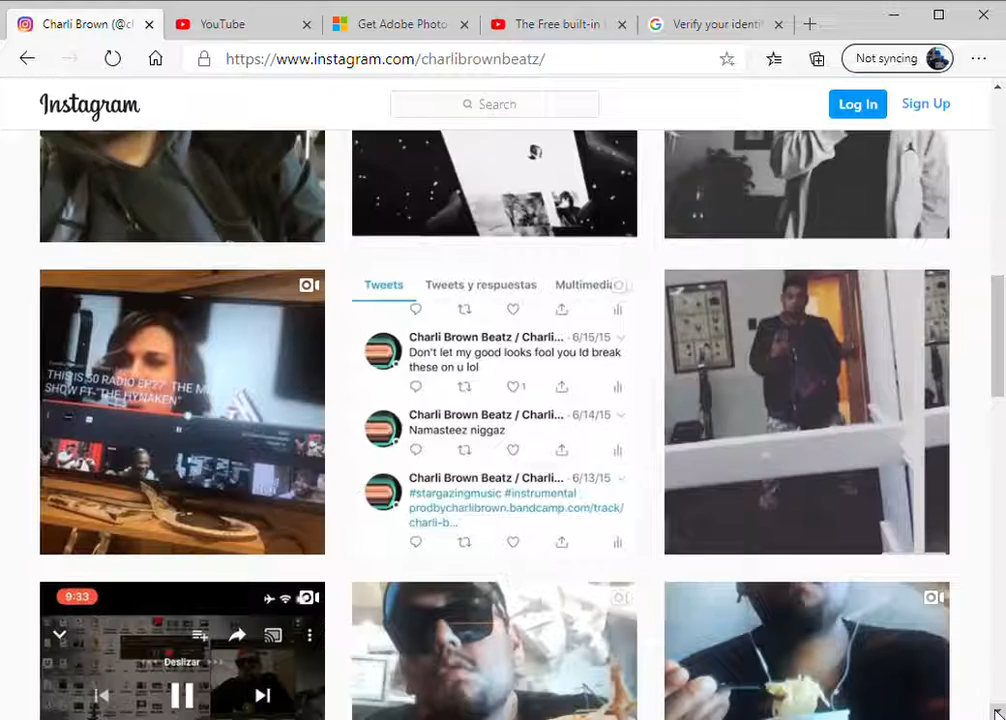 Charli Brown (@cl
YouTube
Get Adobe Photo
The Free built-in
Verify your identi
Not syncing
https://www.instagram.com/charlibrownbeatz/
Instagram
Search
Log In
Sign Up
THIS IS 50 RADIO EP27 THE M
SHOW FT-"THE HYNAKEN"
Tweets
Tweets y respuestas
Multimedia
Charli Brown Beatz / Charli... · 6/15/15
Don't let my good looks fool you Id break
these on u lol
1
Charli Brown Beatz / Charli... · 6/14/15
Namasteez niggaz
Charli Brown Beatz / Charli... · 6/13/15
#stargazingmusic #instrumental
prodbycharlibrown.bandcamp.com/track/
charli-b...
9:33
Deslizar